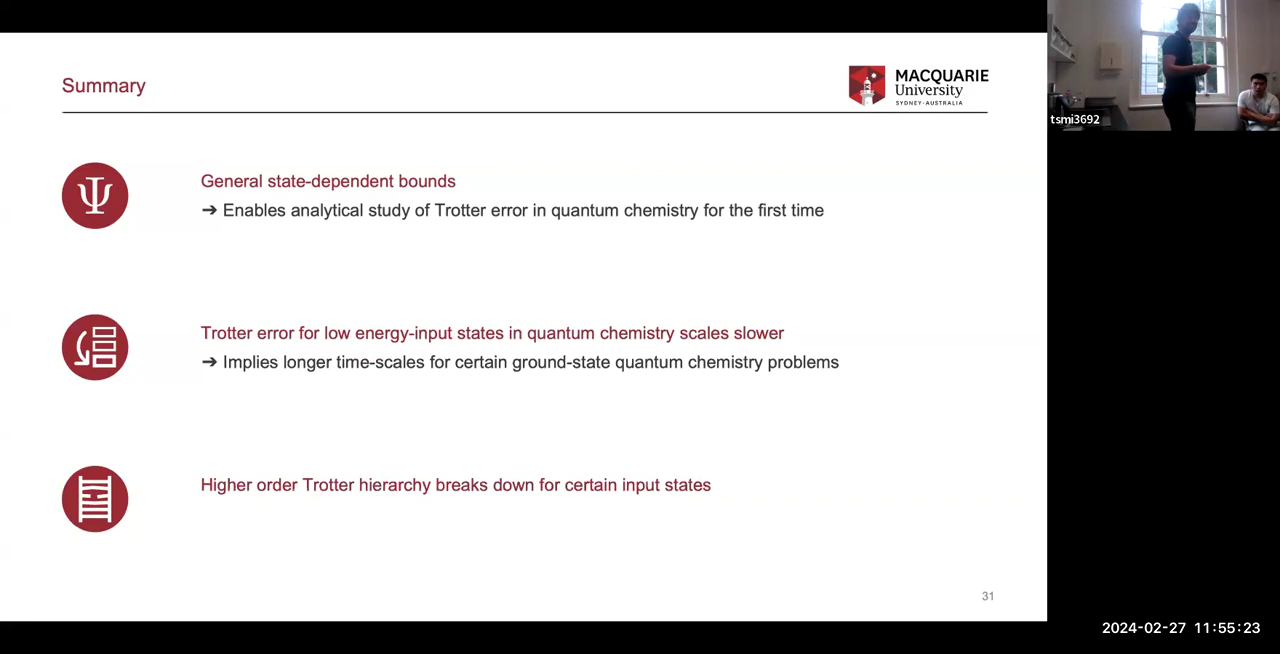 Summary
MACQUARIE
University
SYDNEY·AUSTRALIA
tsmi3692
Ψ
General state-dependent bounds
➔ Enables analytical study of Trotter error in quantum chemistry for the first time
Trotter error for low energy-input states in quantum chemistry scales slower
➔ Implies longer time-scales for certain ground-state quantum chemistry problems
Higher order Trotter hierarchy breaks down for certain input states
31
2024-02-27 11:55:23